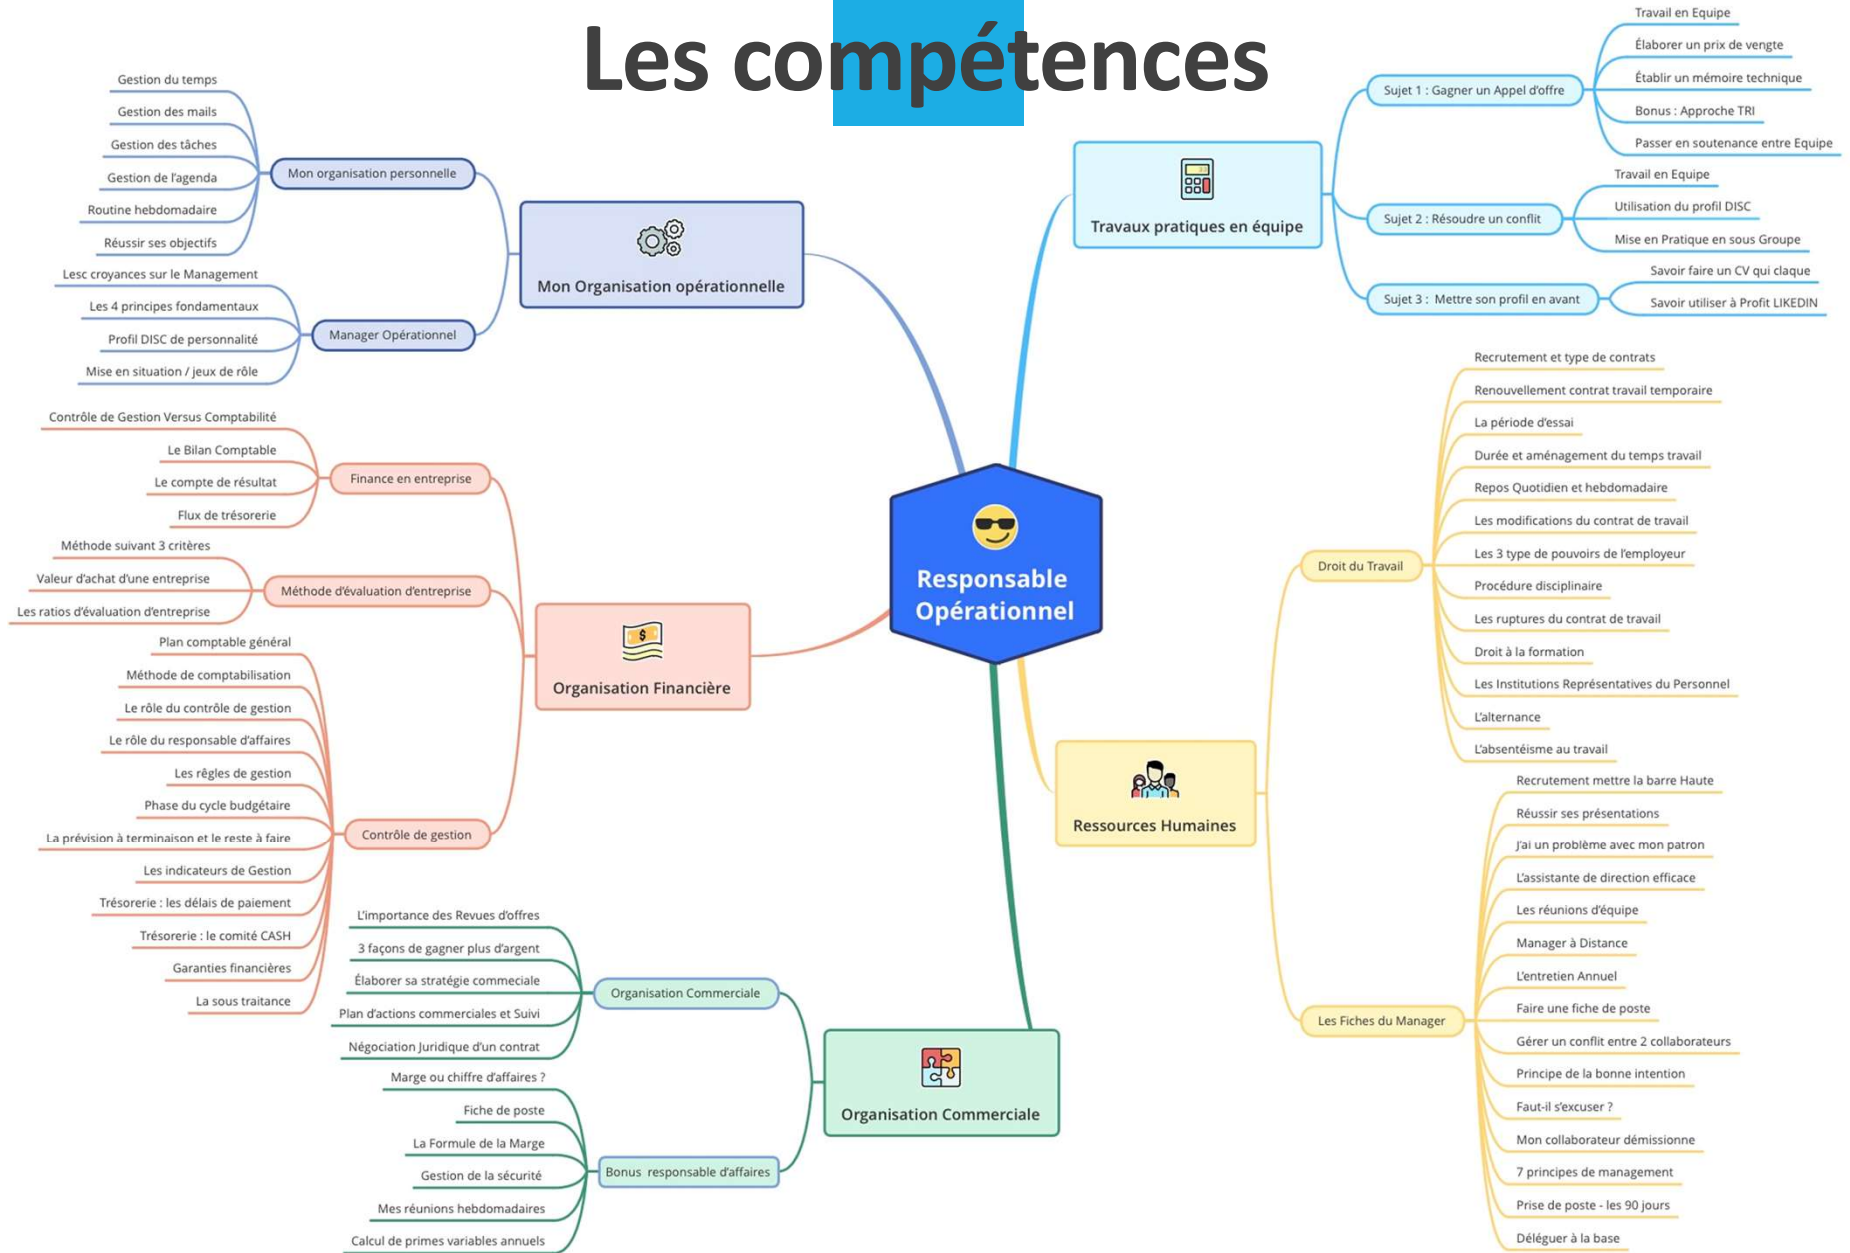 Les compétences
Responsable
Opérationnel
Mon Organisation opérationnelle
Mon organisation personnelle
Gestion du temps
Gestion des mails
Gestion des tâches
Gestion de l'agenda
Routine hebdomadaire
Réussir ses objectifs
Manager Opérationnel
Lesc croyances sur le Management
Les 4 principes fondamentaux
Profil DISC de personnalité
Mise en situation / jeux de rôle
Organisation Financière
Finance en entreprise
Contrôle de Gestion Versus Comptabilité
Le Bilan Comptable
Le compte de résultat
Flux de trésorerie
Méthode d'évaluation d'entreprise
Méthode suivant 3 critères
Valeur d'achat d'une entreprise
Les ratios d'évaluation d'entreprise
Contrôle de gestion
Plan comptable général
Méthode de comptabilisation
Le rôle du contrôle de gestion
Le rôle du responsable d'affaires
Les rêgles de gestion
Phase du cycle budgétaire
La prévision à terminaison et le reste à faire
Les indicateurs de Gestion
Trésorerie : les délais de paiement
Trésorerie : le comité CASH
Garanties financières
La sous traitance
Organisation Commerciale
Organisation Commerciale
L'importance des Revues d'offres
3 façons de gagner plus d'argent
Élaborer sa stratégie commeciale
Plan d'actions commerciales et Suivi
Négociation Juridique d'un contrat
Bonus responsable d'affaires
Marge ou chiffre d'affaires ?
Fiche de poste
La Formule de la Marge
Gestion de la sécurité
Mes réunions hebdomadaires
Calcul de primes variables annuels
Travaux pratiques en équipe
Sujet 1 : Gagner un Appel d'offre
Travail en Equipe
Élaborer un prix de vengte
Établir un mémoire technique
Bonus : Approche TRI
Passer en soutenance entre Equipe
Sujet 2 : Résoudre un conflit
Travail en Equipe
Utilisation du profil DISC
Mise en Pratique en sous Groupe
Sujet 3 : Mettre son profil en avant
Savoir faire un CV qui claque
Savoir utiliser à Profit LIKEDIN
Ressources Humaines
Droit du Travail
Recrutement et type de contrats
Renouvellement contrat travail temporaire
La période d'essai
Durée et aménagement du temps travail
Repos Quotidien et hebdomadaire
Les modifications du contrat de travail
Les 3 type de pouvoirs de l'employeur
Procédure disciplinaire
Les ruptures du contrat de travail
Droit à la formation
Les Institutions Représentatives du Personnel
L'alternance
L'absentéisme au travail
Les Fiches du Manager
Recrutement mettre la barre Haute
Réussir ses présentations
J'ai un problème avec mon patron
L'assistante de direction efficace
Les réunions d'équipe
Manager à Distance
L'entretien Annuel
Faire une fiche de poste
Gérer un conflit entre 2 collaborateurs
Principe de la bonne intention
Faut-il s'excuser ?
Mon collaborateur démissionne
7 principes de management
Prise de poste - les 90 jours
Déléguer à la base